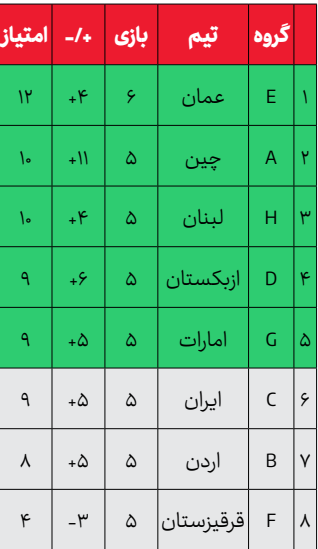 گروه تیم بازی +/- امتیاز
۱ E عمان ۶ +۴ ۱۲
۲ A چین ۵ +۱۱ ۱۰
۳ H لبنان ۵ +۴ ۱۰
۴ D ازبکستان ۵ +۶ ۹
۵ G امارات ۵ +۵ ۹
۶ C ایران ۵ +۵ ۹
۷ B اردن ۵ +۵ ۸
۸ F قرقیزستان ۵ -۳ ۴